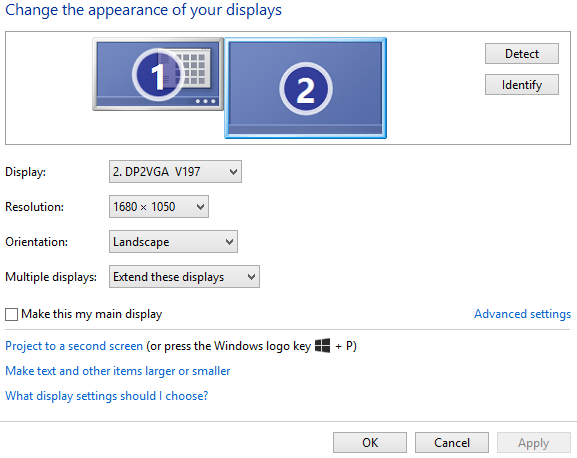 Change the appearance of your displays
1
2
Detect
Identify
Display: 2. DP2VGA V197
Resolution: 1680 × 1050
Orientation: Landscape
Multiple displays: Extend these displays
Make this my main display
Advanced settings
Project to a second screen (or press the Windows logo key + P)
Make text and other items larger or smaller
What display settings should I choose?
OK Cancel Apply